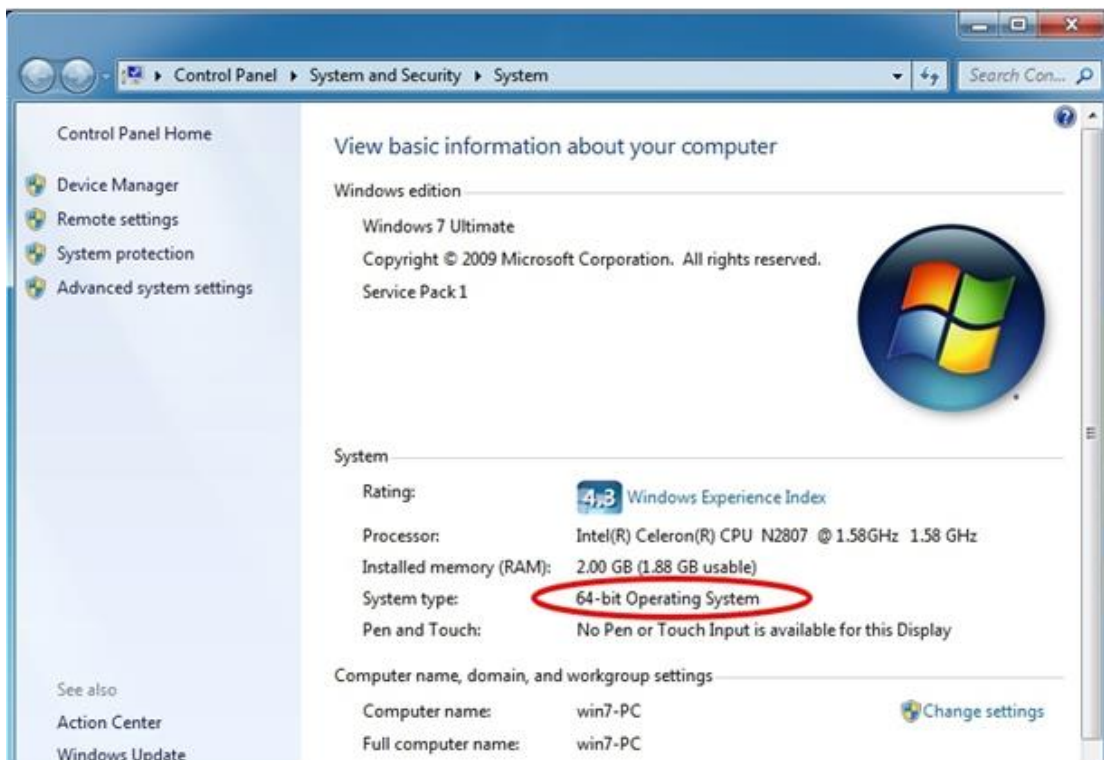 Control Panel ▸ System and Security ▸ System
Search Con...
Control Panel Home
Device Manager
Remote settings
System protection
Advanced system settings
See also
Action Center
Windows Update
View basic information about your computer
Windows edition
Windows 7 Ultimate
Copyright © 2009 Microsoft Corporation. All rights reserved.
Service Pack 1
System
Rating: 4,3 Windows Experience Index
Processor: Intel(R) Celeron(R) CPU N2807 @ 1.58GHz 1.58 GHz
Installed memory (RAM): 2.00 GB (1.88 GB usable)
System type: 64-bit Operating System
Pen and Touch: No Pen or Touch Input is available for this Display
Computer name, domain, and workgroup settings
Computer name: win7-PC Change settings
Full computer name: win7-PC